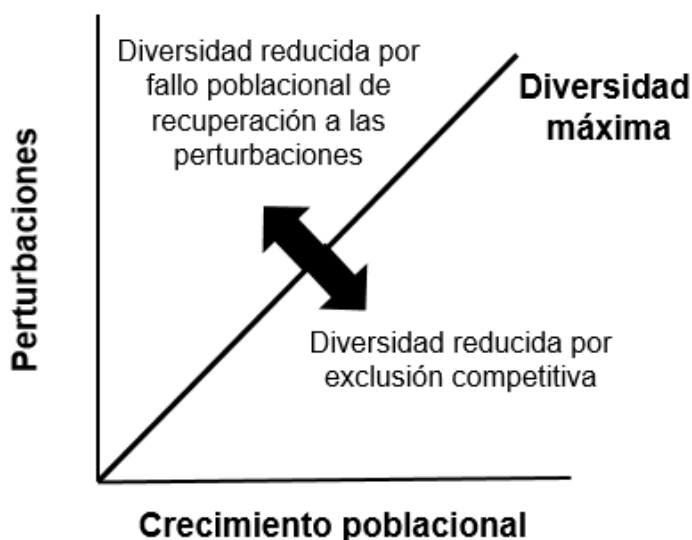 Diversidad reducida por
fallo poblacional de
recuperación a las
perturbaciones
Diversidad
máxima
Perturbaciones
Diversidad reducida por
exclusión competitiva
Crecimiento poblacional